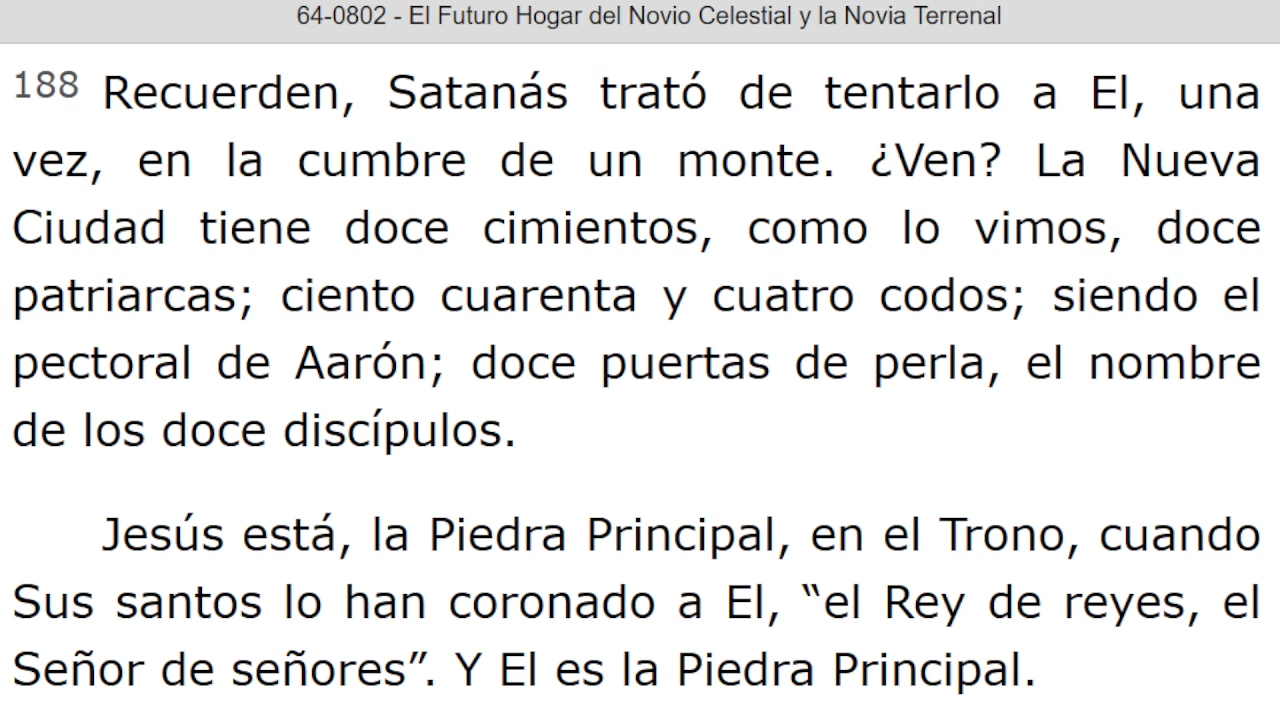 64-0802 - El Futuro Hogar del Novio Celestial y la Novia Terrenal
188 Recuerden, Satanás trató de tentarlo a El, una
vez, en la cumbre de un monte. ¿Ven? La Nueva
Ciudad tiene doce cimientos, como lo vimos, doce
patriarcas; ciento cuarenta y cuatro codos; siendo el
pectoral de Aarón; doce puertas de perla, el nombre
de los doce discípulos.
Jesús está, la Piedra Principal, en el Trono, cuando
Sus santos lo han coronado a El, “el Rey de reyes, el
Señor de señores”. Y El es la Piedra Principal.